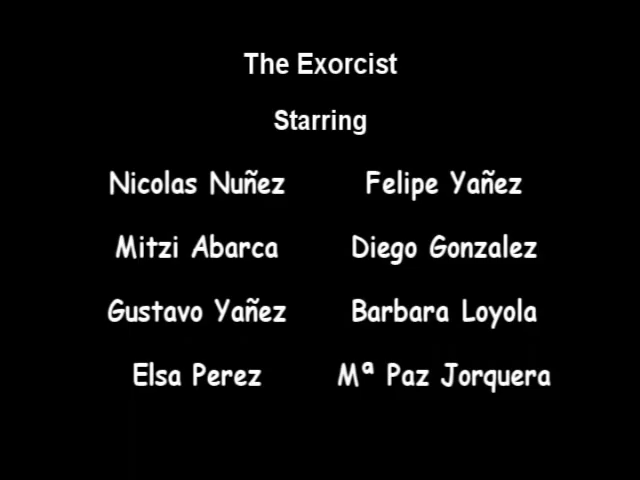 The Exorcist
Starring
Nicolas Nuñez Felipe Yañez
Mitzi Abarca Diego Gonzalez
Gustavo Yañez Barbara Loyola
Elsa Perez Mª Paz Jorquera